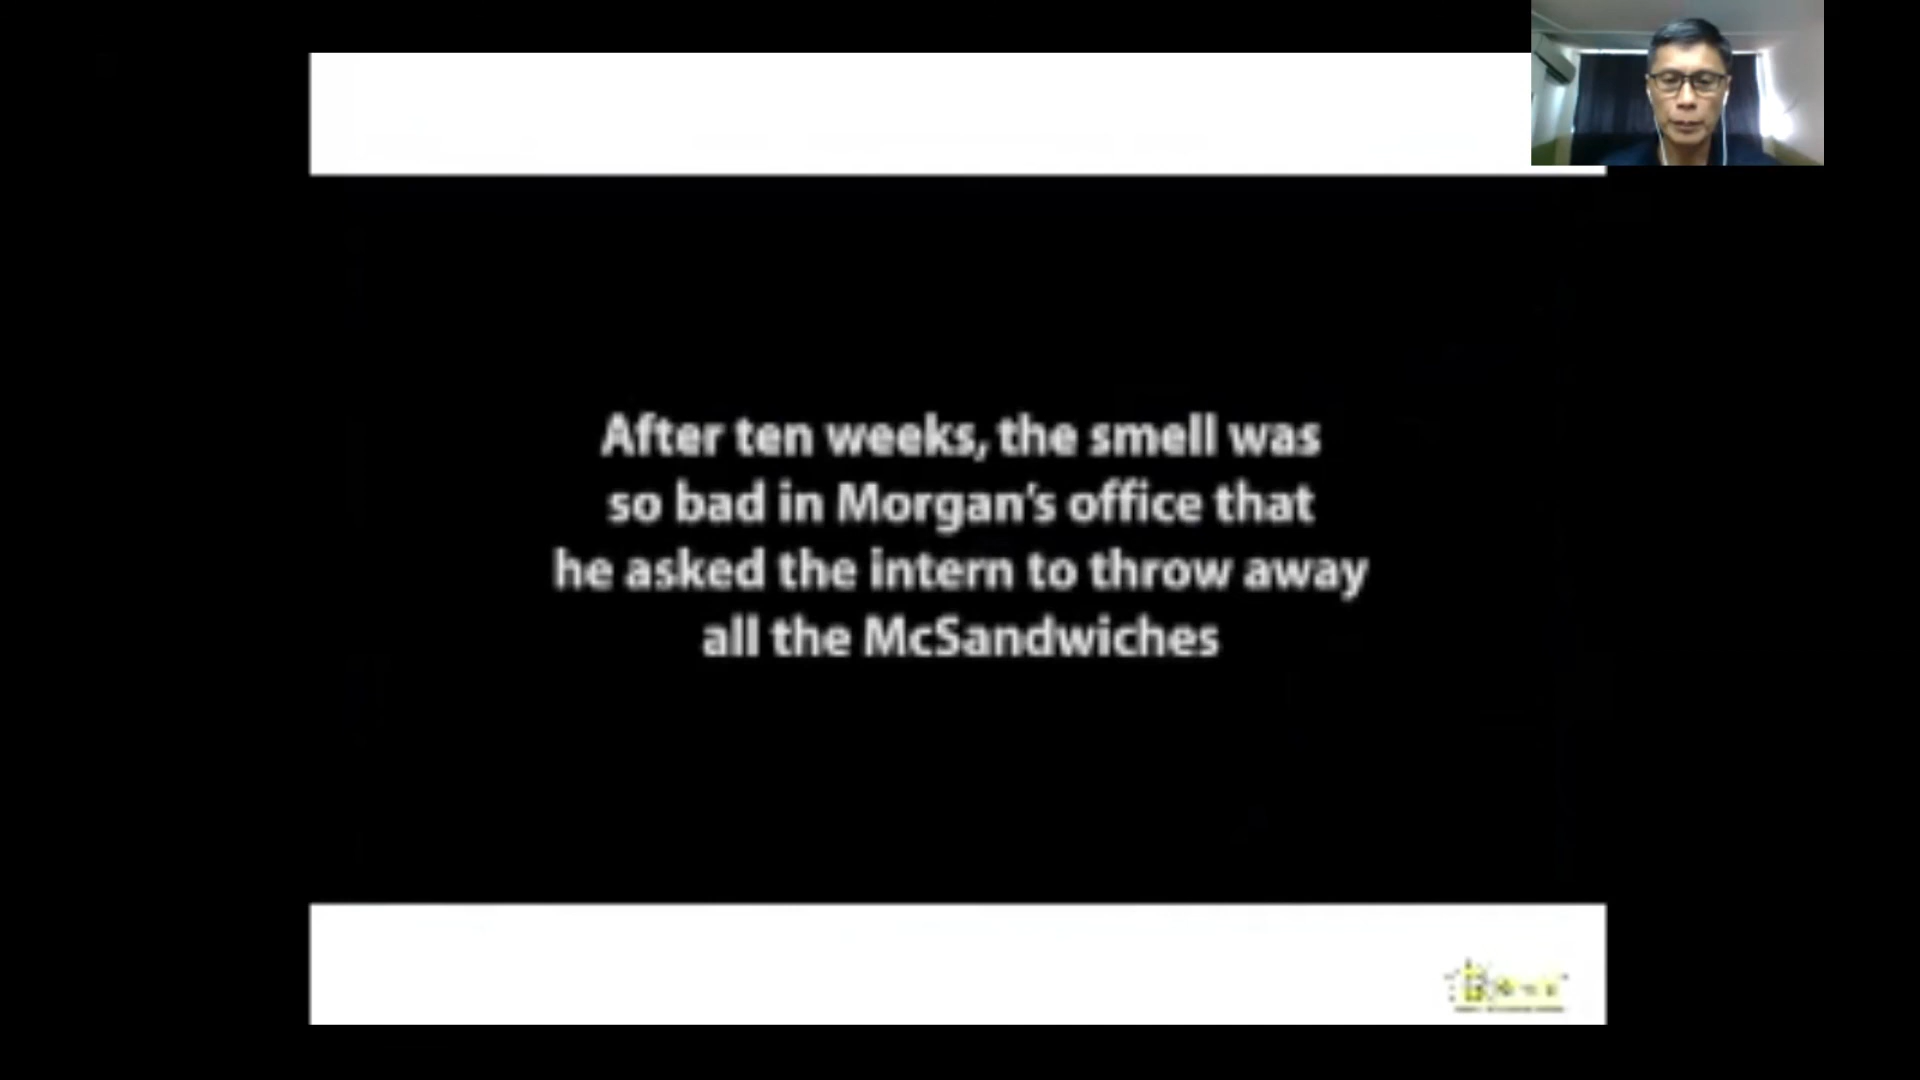 After ten weeks, the smell was
so bad in Morgan's office that
he asked the intern to throw away
all the McSandwiches